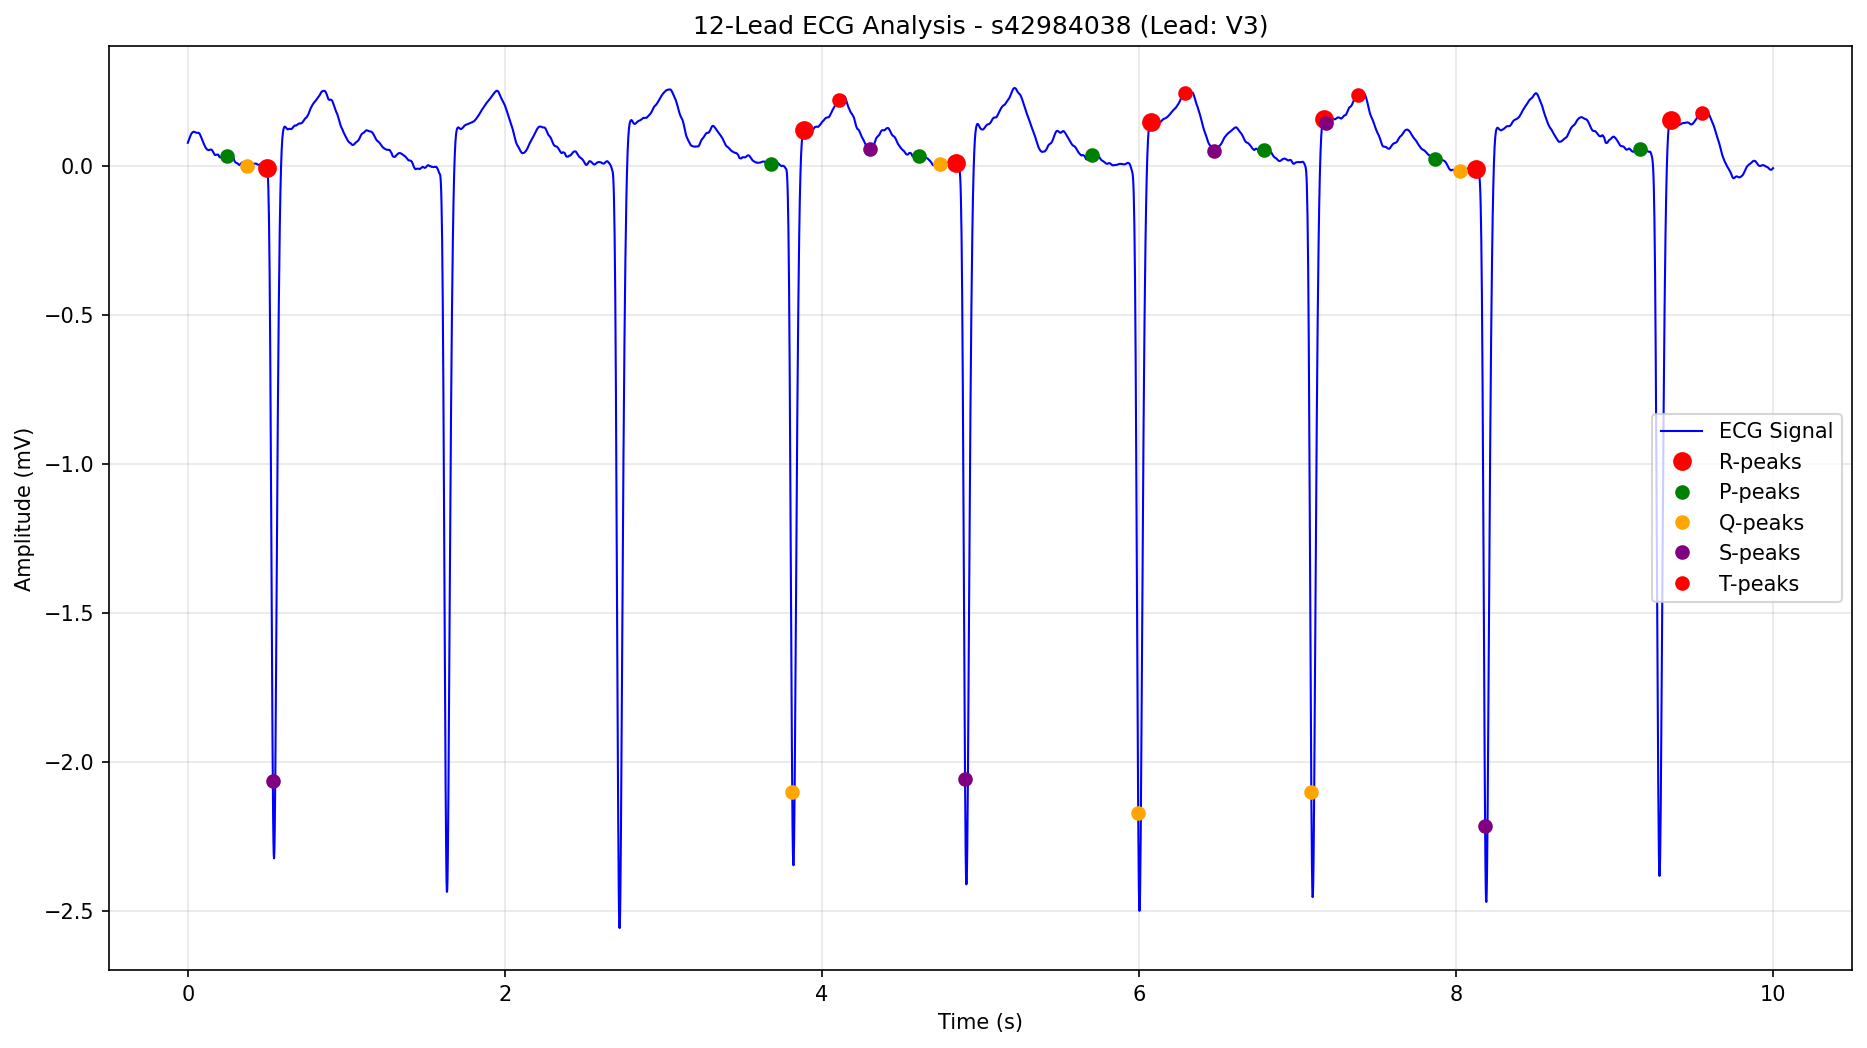 12-Lead ECG Analysis - s42984038 (Lead: V3)
Amplitude (mV)
0.0
−0.5
−1.0
−1.5
−2.0
−2.5
ECG Signal
R-peaks
P-peaks
Q-peaks
S-peaks
T-peaks
0 2 4 6 8 10
Time (s)